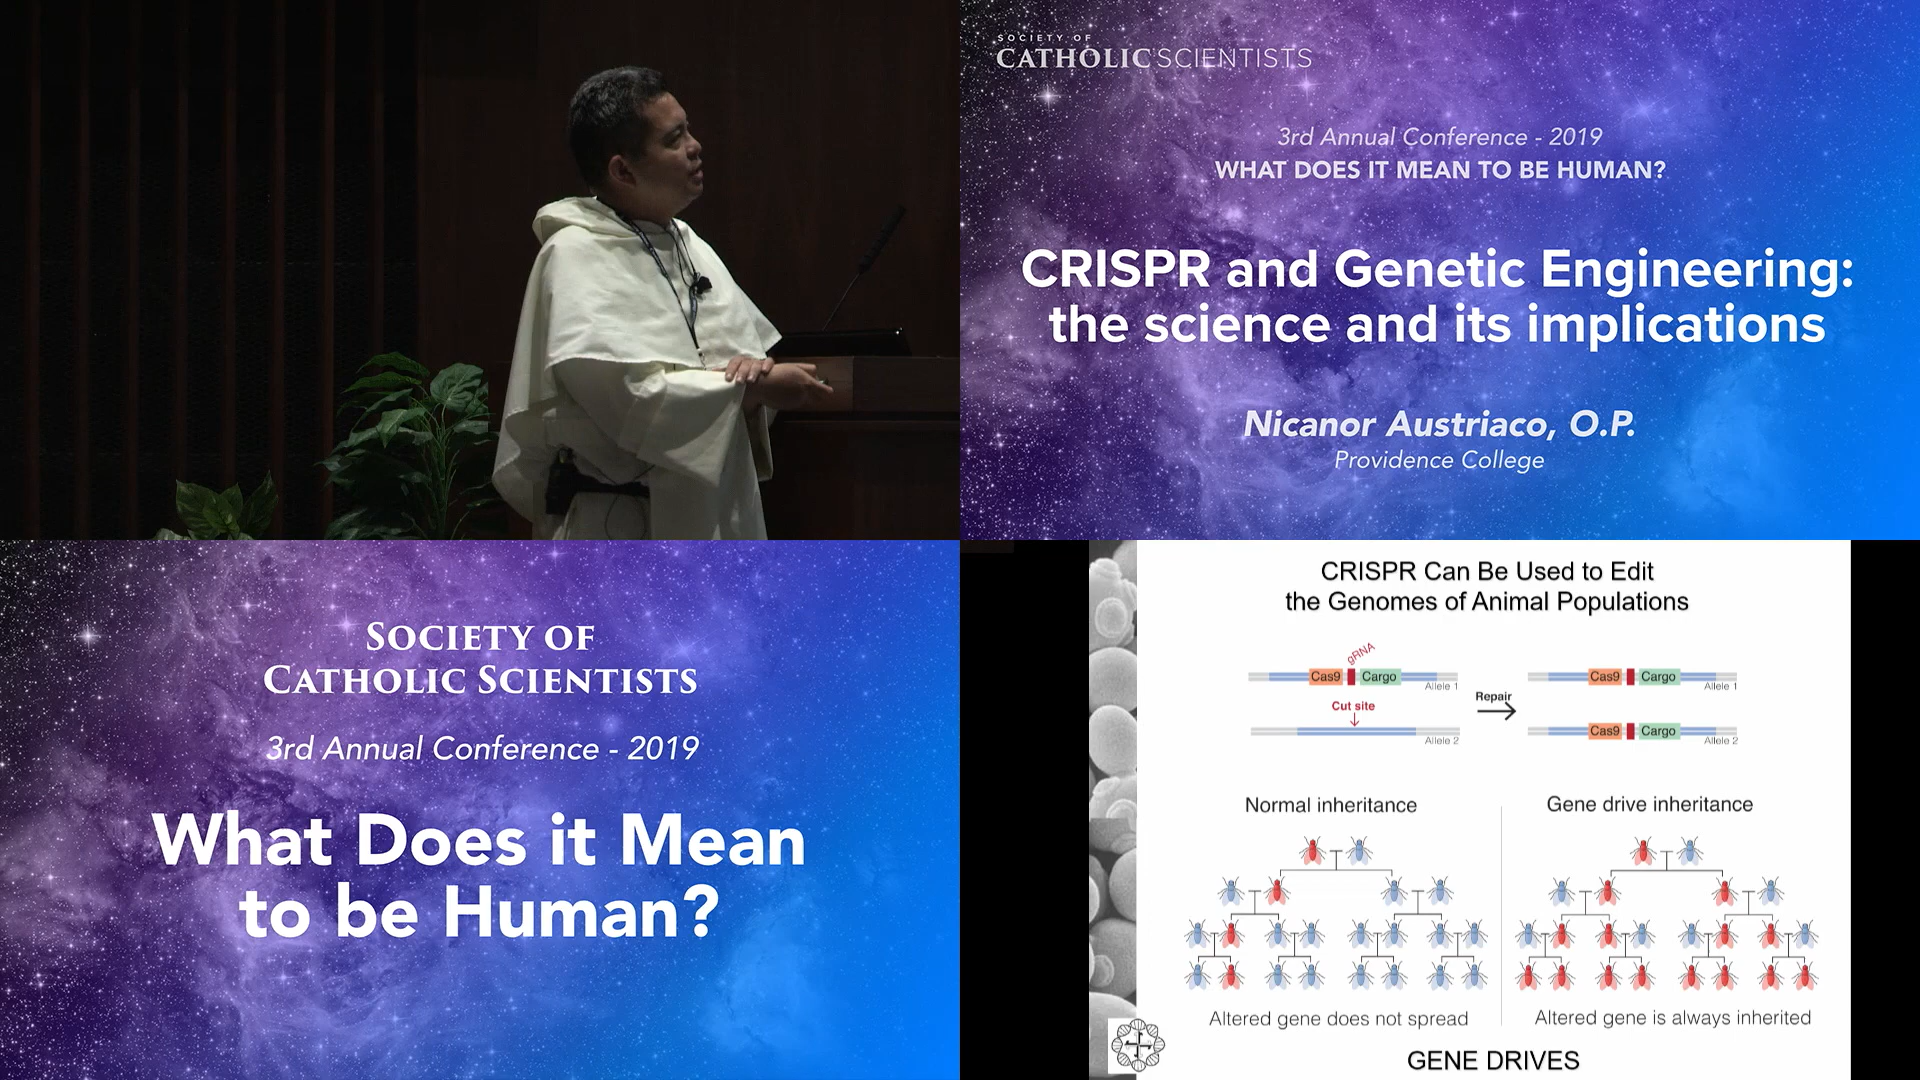 SOCIETY OF
CATHOLIC SCIENTISTS
3rd Annual Conference - 2019
WHAT DOES IT MEAN TO BE HUMAN?
CRISPR and Genetic Engineering:
the science and its implications
Nicanor Austriaco, O.P.
Providence College
SOCIETY OF
CATHOLIC SCIENTISTS
3rd Annual Conference - 2019
What Does it Mean
to be Human?
CRISPR Can Be Used to Edit
the Genomes of Animal Populations
gRNA
Cas9 Cargo
Allele 1
Cut site
Allele 2
Repair
Cas9 Cargo
Allele 1
Cas9 Cargo
Allele 2
Normal inheritance
Altered gene does not spread
Gene drive inheritance
Altered gene is always inherited
GENE DRIVES